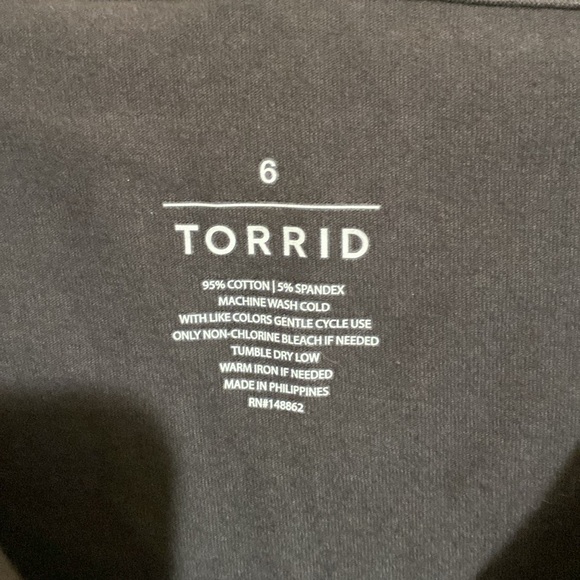 6
TORRID
95% COTTON | 5% SPANDEX
MACHINE WASH COLD
WITH LIKE COLORS GENTLE CYCLE USE
ONLY NON-CHLORINE BLEACH IF NEEDED
TUMBLE DRY LOW
WARM IRON IF NEEDED
MADE IN PHILIPPINES
RN#148862